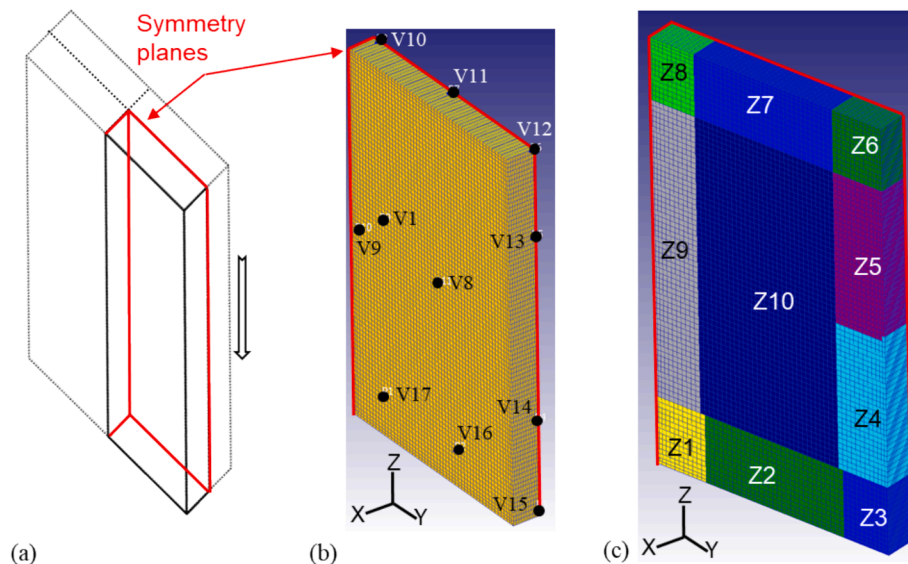 Symmetry
planes
V10
V11
V12
V1
V9
V13
V8
V17
V14
V16
V15
Z
X
Y
Z8
Z7
Z6
Z9
Z5
Z10
Z4
Z1
Z2
Z3
Z
X
Y
(a)
(b)
(c)